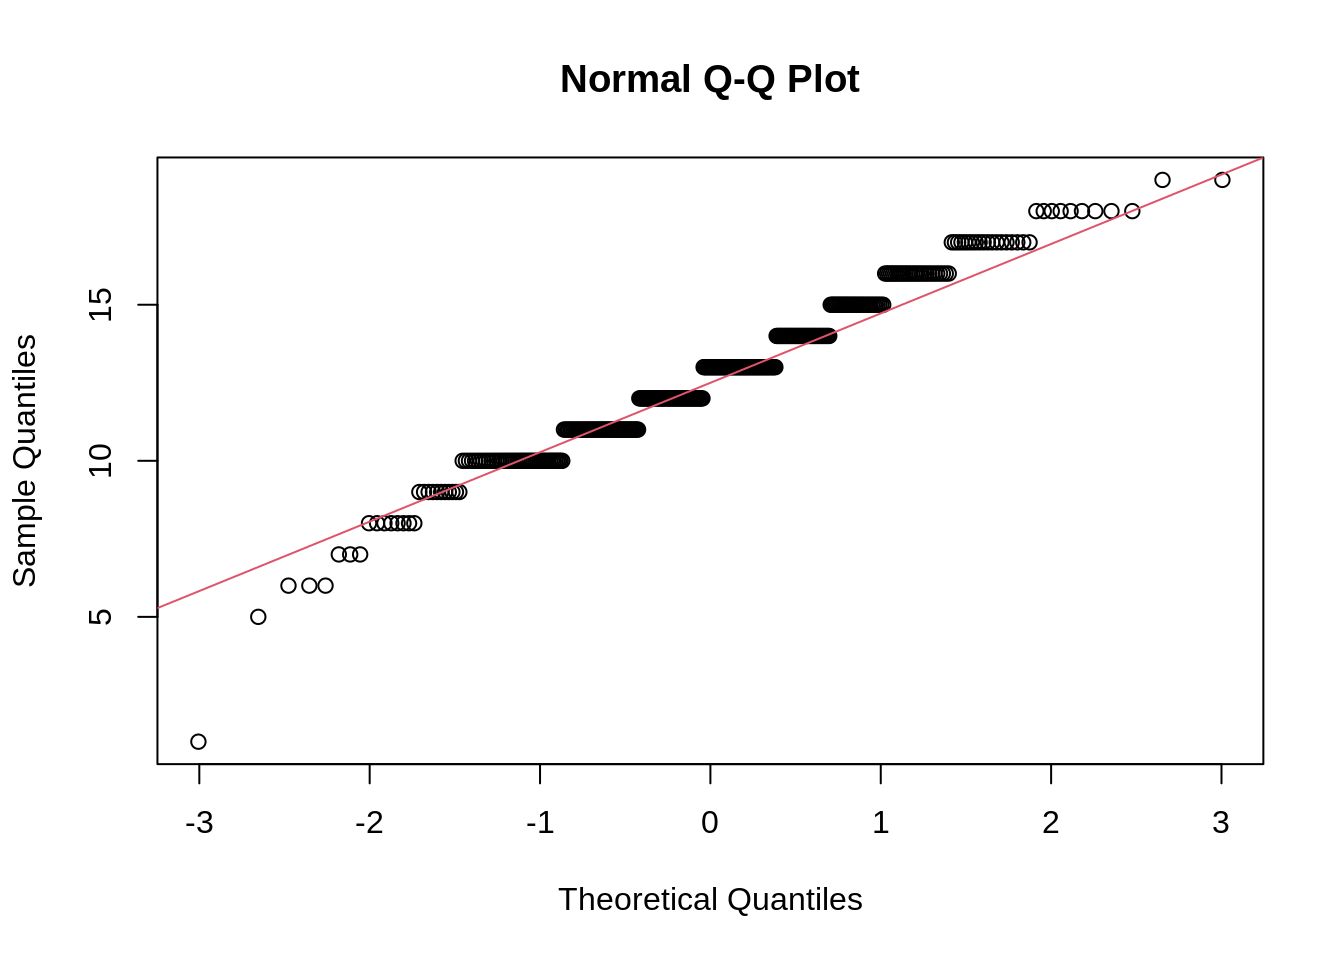 Normal Q-Q Plot
Sample Quantiles
15
10
5
-3 -2 -1 0 1 2 3
Theoretical Quantiles